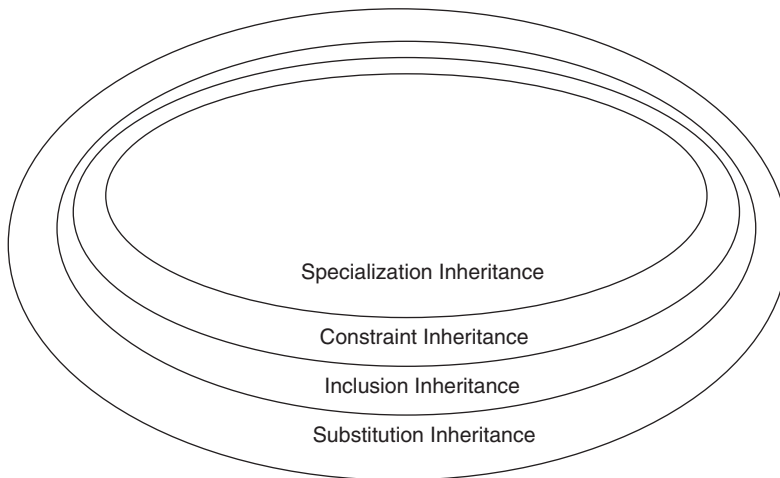 Specialization Inheritance
Constraint Inheritance
Inclusion Inheritance
Substitution Inheritance